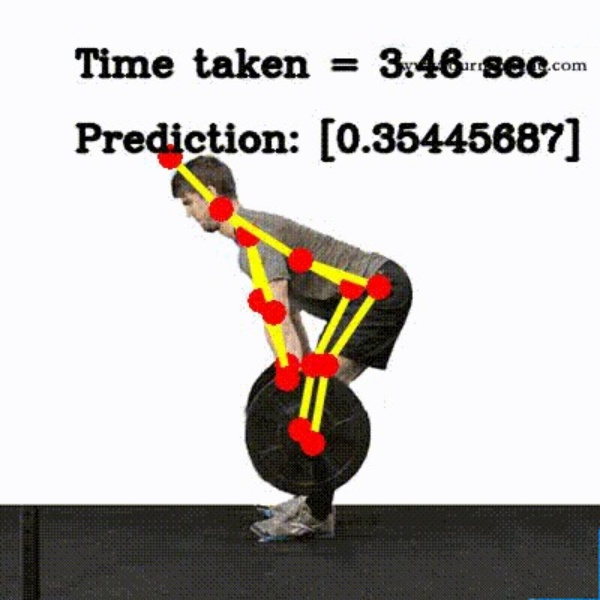 Time taken = 3.46 sec
Prediction: [0.35445687]